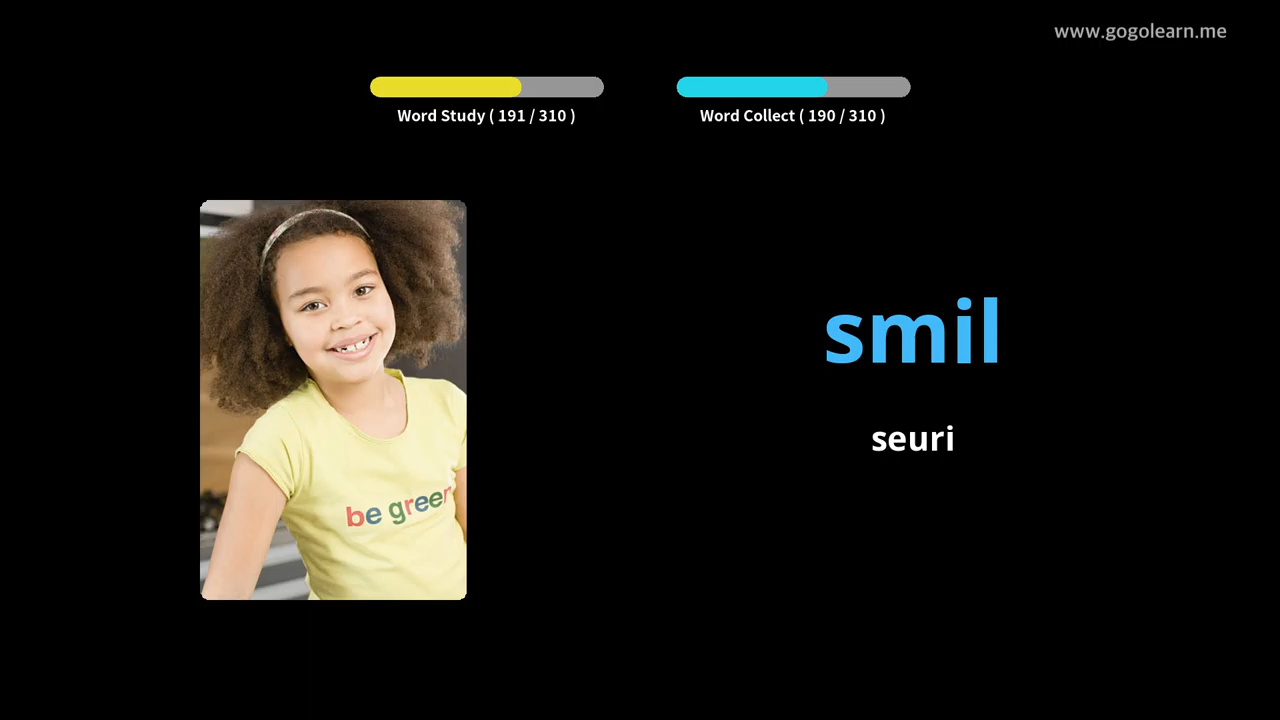 www.gogolearn.me
Word Study ( 191 / 310 )
Word Collect ( 190 / 310 )
smil
seuri
be green